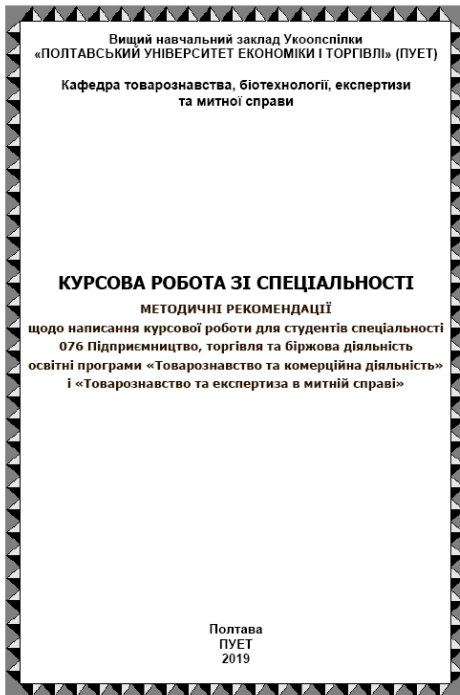 Вищий навчальний заклад Укоопспілки
«ПОЛТАВСЬКИЙ УНІВЕРСИТЕТ ЕКОНОМІКИ І ТОРГІВЛІ» (ПУЕТ)
Кафедра товарознавства, біотехнології, експертизи
та митної справи
КУРСОВА РОБОТА ЗІ СПЕЦІАЛЬНОСТІ
МЕТОДИЧНІ РЕКОМЕНДАЦІЇ
щодо написання курсової роботи для студентів спеціальності
076 Підприємництво, торгівля та біржова діяльність
освітні програми «Товарознавство та комерційна діяльність»
і «Товарознавство та експертиза в митній справі»
Полтава
ПУЕТ
2019